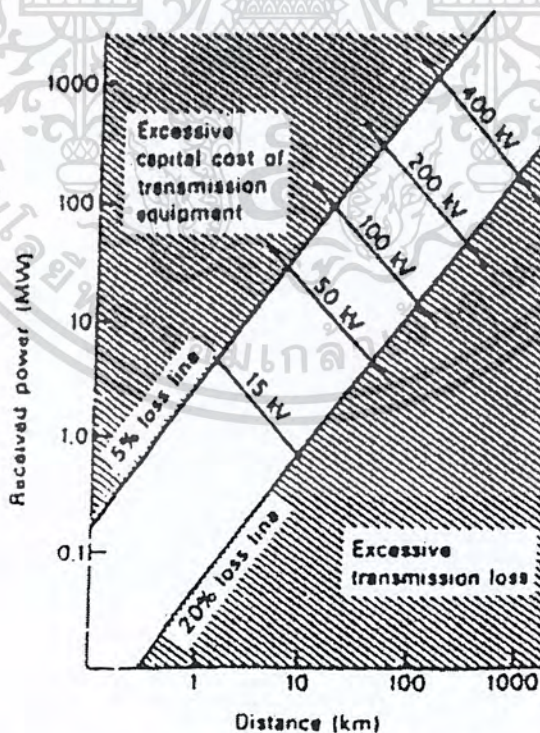 1000
100
10
1.0
0.1
Received power (MW)
Excessive
capital cost of
transmission
equipment
400 kV
200 kV
100 kV
50 kV
15 kV
5% loss line
20% loss line
Excessive
transmission loss
1
10
100
1000
Distance (km)